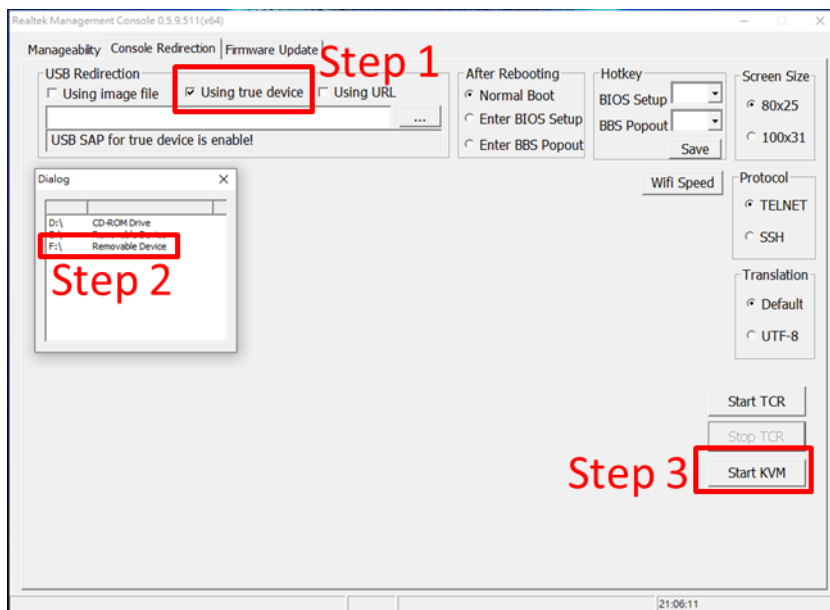 Realtek Management Console 0.5.9.511(x64)
Manageability Console Redirection Firmware Update
Step 1
USB Redirection
Using image file Using true device Using URL
...
USB SAP for true device is enable!
After Rebooting
Normal Boot
Enter BIOS Setup
Enter BBS Popout
Hotkey
BIOS Setup
BBS Popout
Save
Screen Size
80x25
100x31
Wifi Speed
Protocol
TELNET
SSH
Translation
Default
UTF-8
Dialog
D:\ CD-ROM Drive
F:\ Removable Device
Step 2
Start TCR
Stop TCR
Step 3
Start KVM
21:06:11